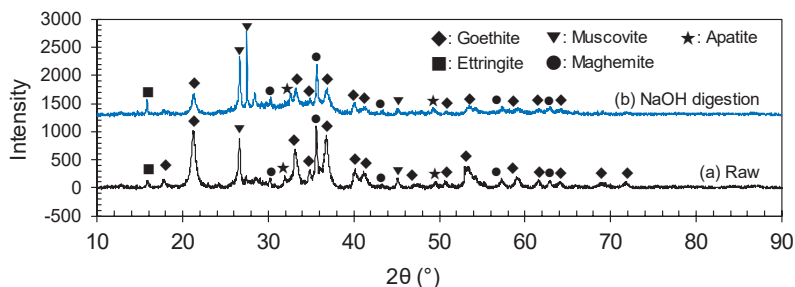 3000
2500
2000
1500
1000
500
0
-500
Intensity
◆: Goethite ▼: Muscovite ★: Apatite
■: Ettringite ●: Maghemite
(b) NaOH digestion
(a) Raw
10 20 30 40 50 60 70 80 90
2θ (°)